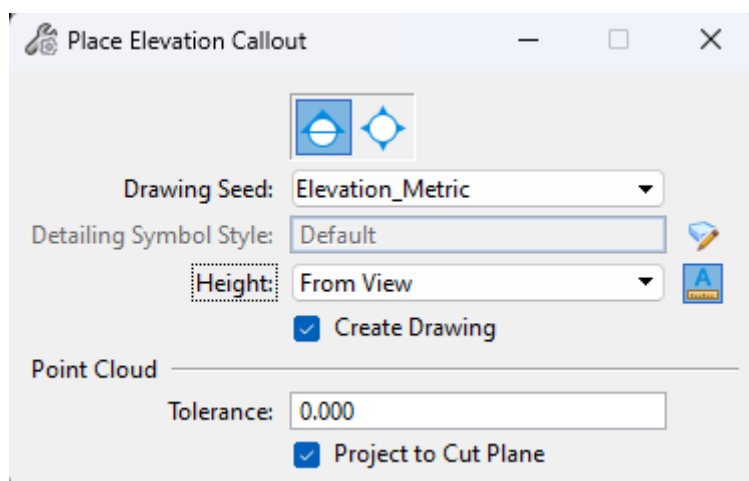 Place Elevation Callout
Drawing Seed: Elevation_Metric
Detailing Symbol Style: Default
Height: From View
A
Create Drawing
Point Cloud
Tolerance: 0.000
Project to Cut Plane